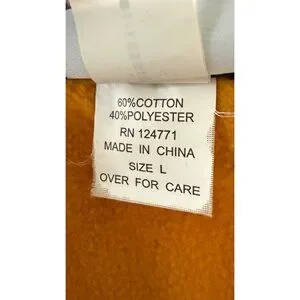 60%COTTON
40%POLYESTER
RN 124771
MADE IN CHINA
SIZE L
OVER FOR CARE